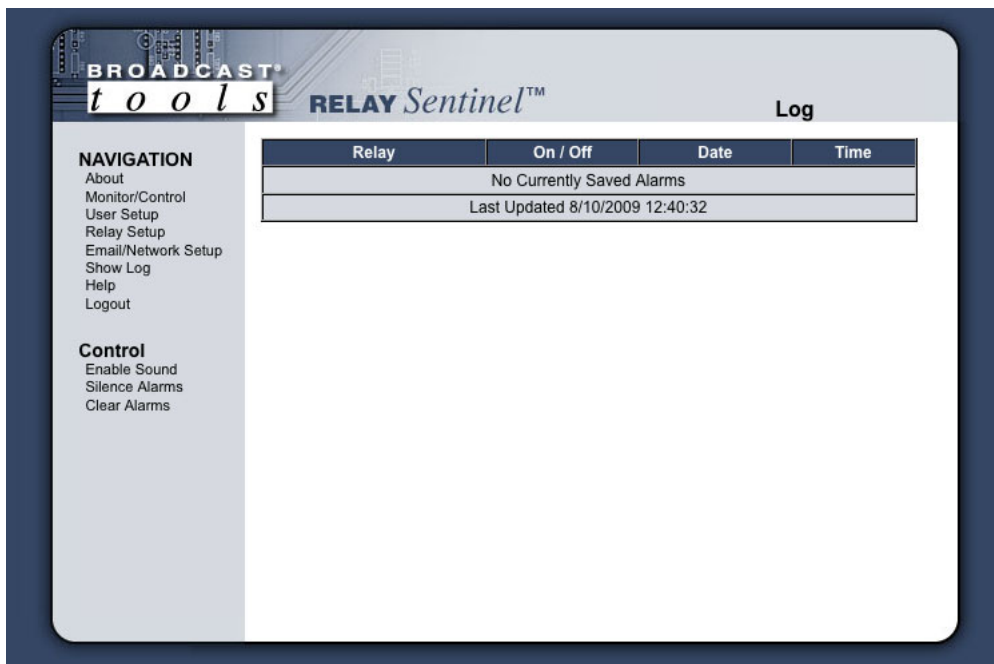 BROADCAST®
tools
RELAY Sentinel™
Log
NAVIGATION
About
Monitor/Control
User Setup
Relay Setup
Email/Network Setup
Show Log
Help
Logout
Control
Enable Sound
Silence Alarms
Clear Alarms
Relay On / Off Date Time
No Currently Saved Alarms
Last Updated 8/10/2009 12:40:32